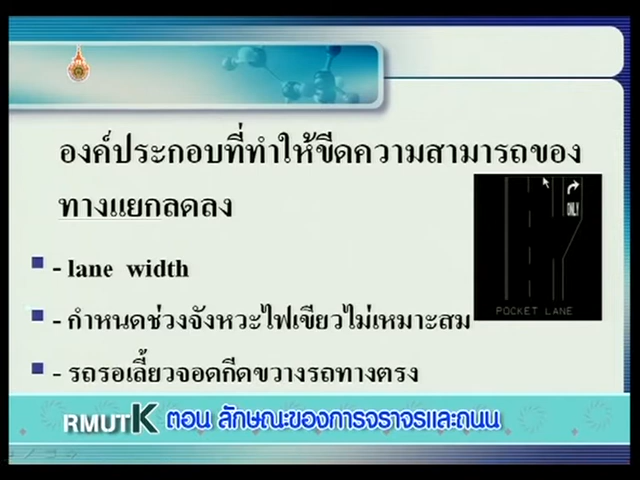 องค์ประกอบที่ทำให้ขีดความสามารถของ
ทางแยกลดลง
- lane width
- กำหนดช่วงจังหวะไฟเขียวไม่เหมาะสม
- รถรอเลี้ยวจอดกีดขวางรถทางตรง
ONLY
POCKET LANE
RMUTK ตอน ลักษณะของการจราจรและถนน